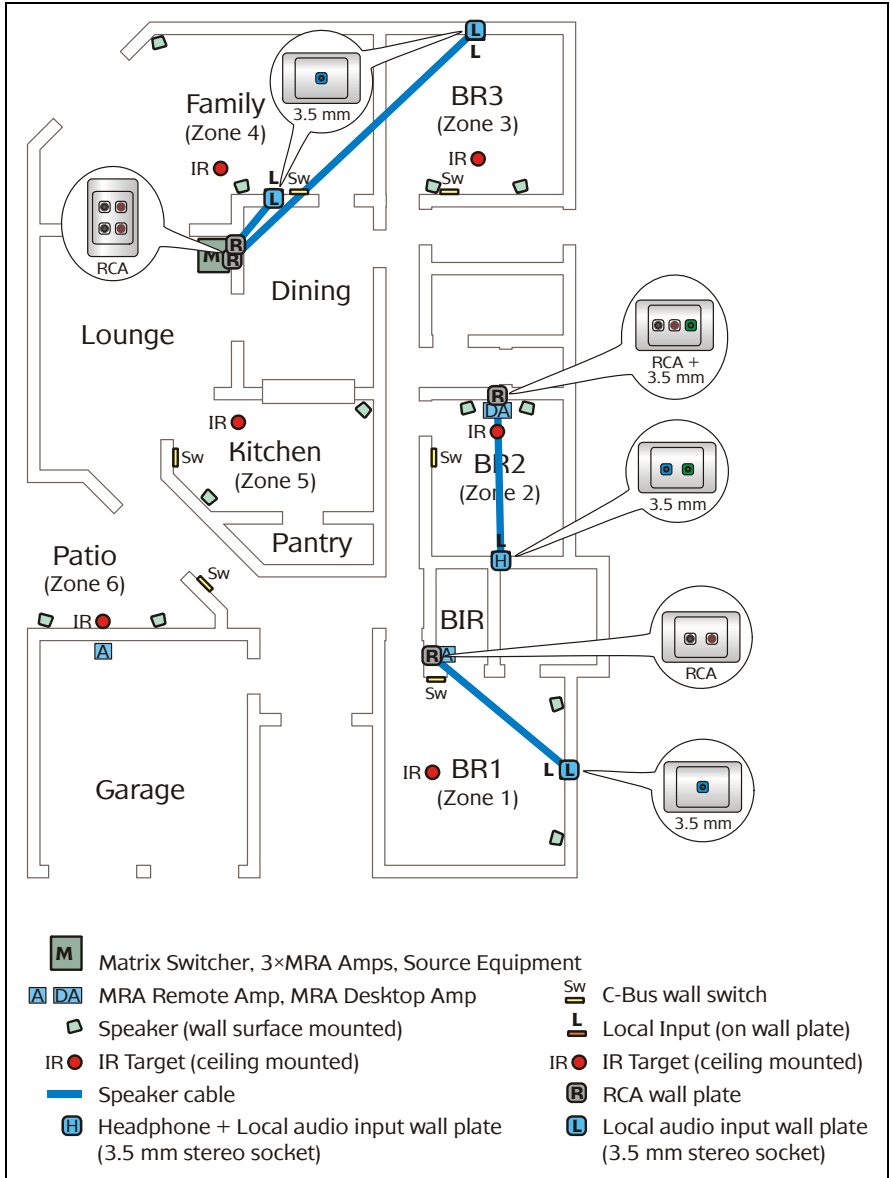 L
L
3.5 mm
Family
(Zone 4)
BR3
(Zone 3)
IR
IR
L
Sw
Sw
L
R
R
M
RCA
Dining
Lounge
RCA +
3.5 mm
R
DA
IR
IR
Kitchen
(Zone 5)
Sw
Sw
BR2
(Zone 2)
3.5 mm
L
H
Pantry
Patio
(Zone 6)
Sw
IR
A
BIR
R
A
RCA
Sw
IR
BR1
(Zone 1)
L
L
Garage
3.5 mm
M
Matrix Switcher, 3×MRA Amps, Source Equipment
A DA MRA Remote Amp, MRA Desktop Amp
Sw C-Bus wall switch
Speaker (wall surface mounted)
L Local Input (on wall plate)
IR IR Target (ceiling mounted)
IR IR Target (ceiling mounted)
Speaker cable
R RCA wall plate
H Headphone + Local audio input wall plate
(3.5 mm stereo socket)
L Local audio input wall plate
(3.5 mm stereo socket)